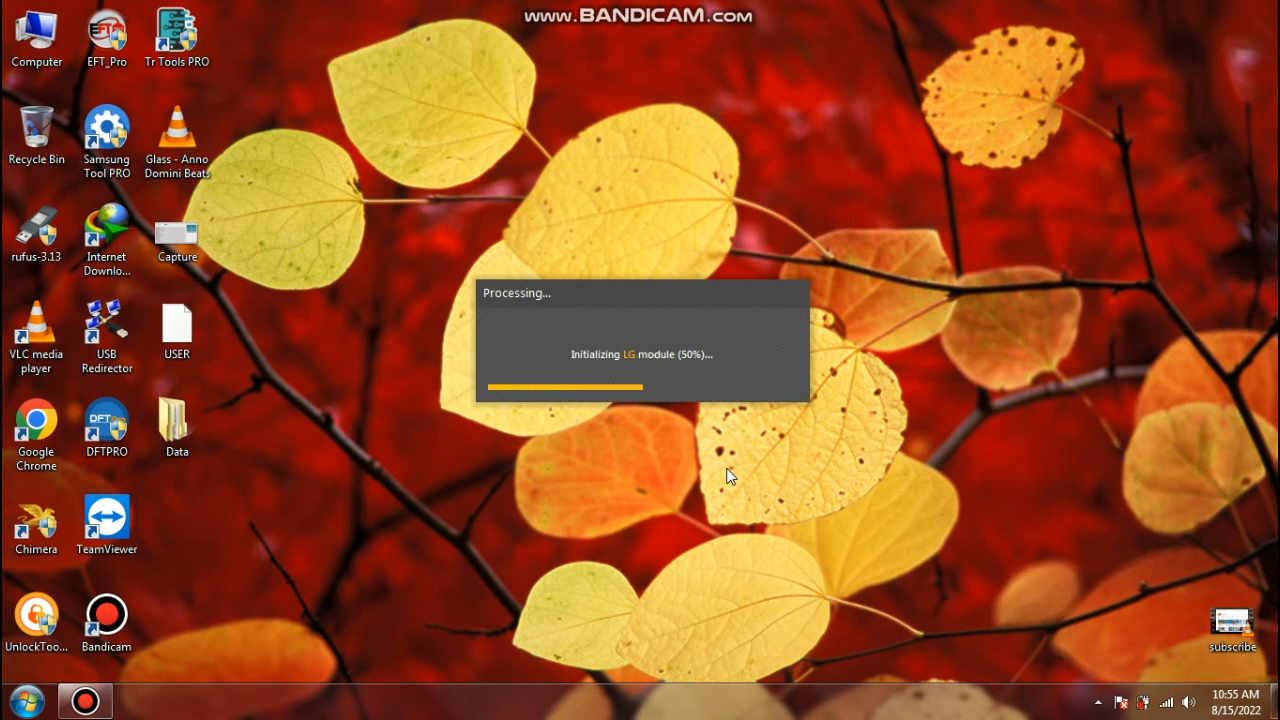 www.BANDICAM.com
Computer
EFT_Pro
Tr Tools PRO
Recycle Bin
Samsung
Tool PRO
Glass - Anno
Domini Beats
rufus-3.13
Internet
Downlo...
Capture
VLC media
player
USB
Redirector
USER
Google
Chrome
DFTPRO
Data
Chimera
TeamViewer
UnlockToo...
Bandicam
Processing...
Initializing LG module (50%)...
subscribe
10:55 AM
8/15/2022